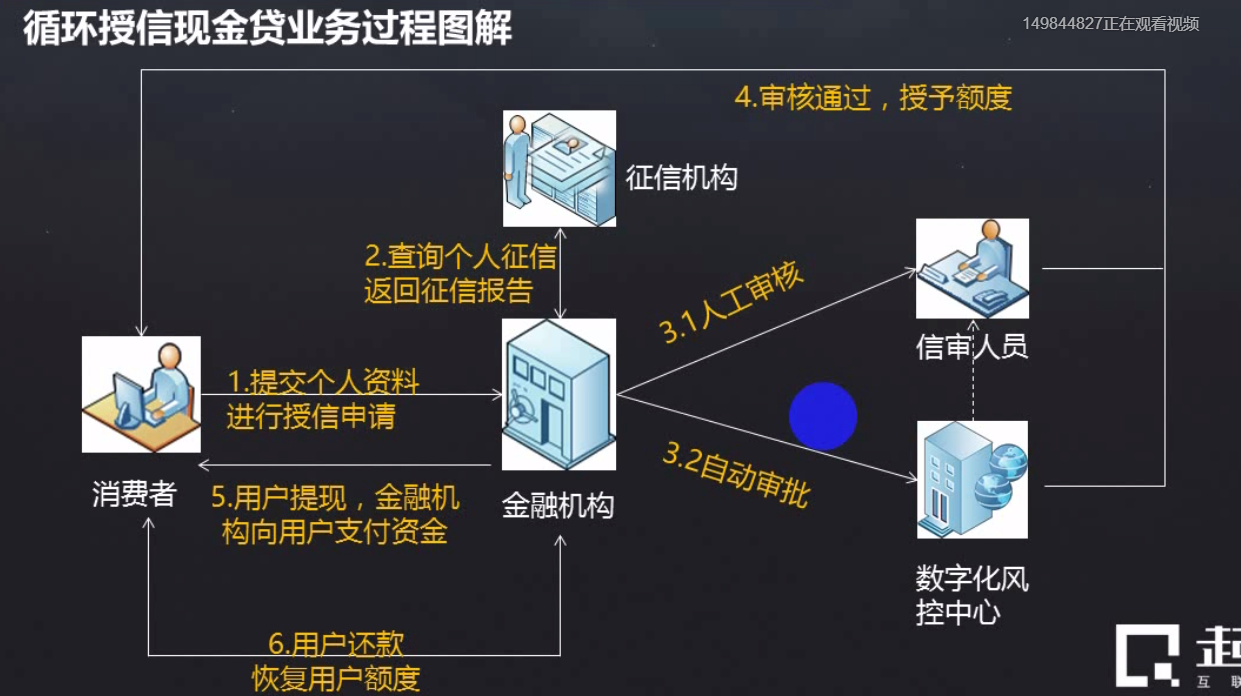 循环授信现金贷业务过程图解
149844827正在观看视频
4.审核通过，授予额度
征信机构
2.查询个人征信
返回征信报告
3.1人工审核
信审人员
1.提交个人资料
进行授信申请
3.2自动审批
消费者
5.用户提现，金融机
构向用户支付资金
金融机构
数字化风
控中心
6.用户还款
恢复用户额度
互联